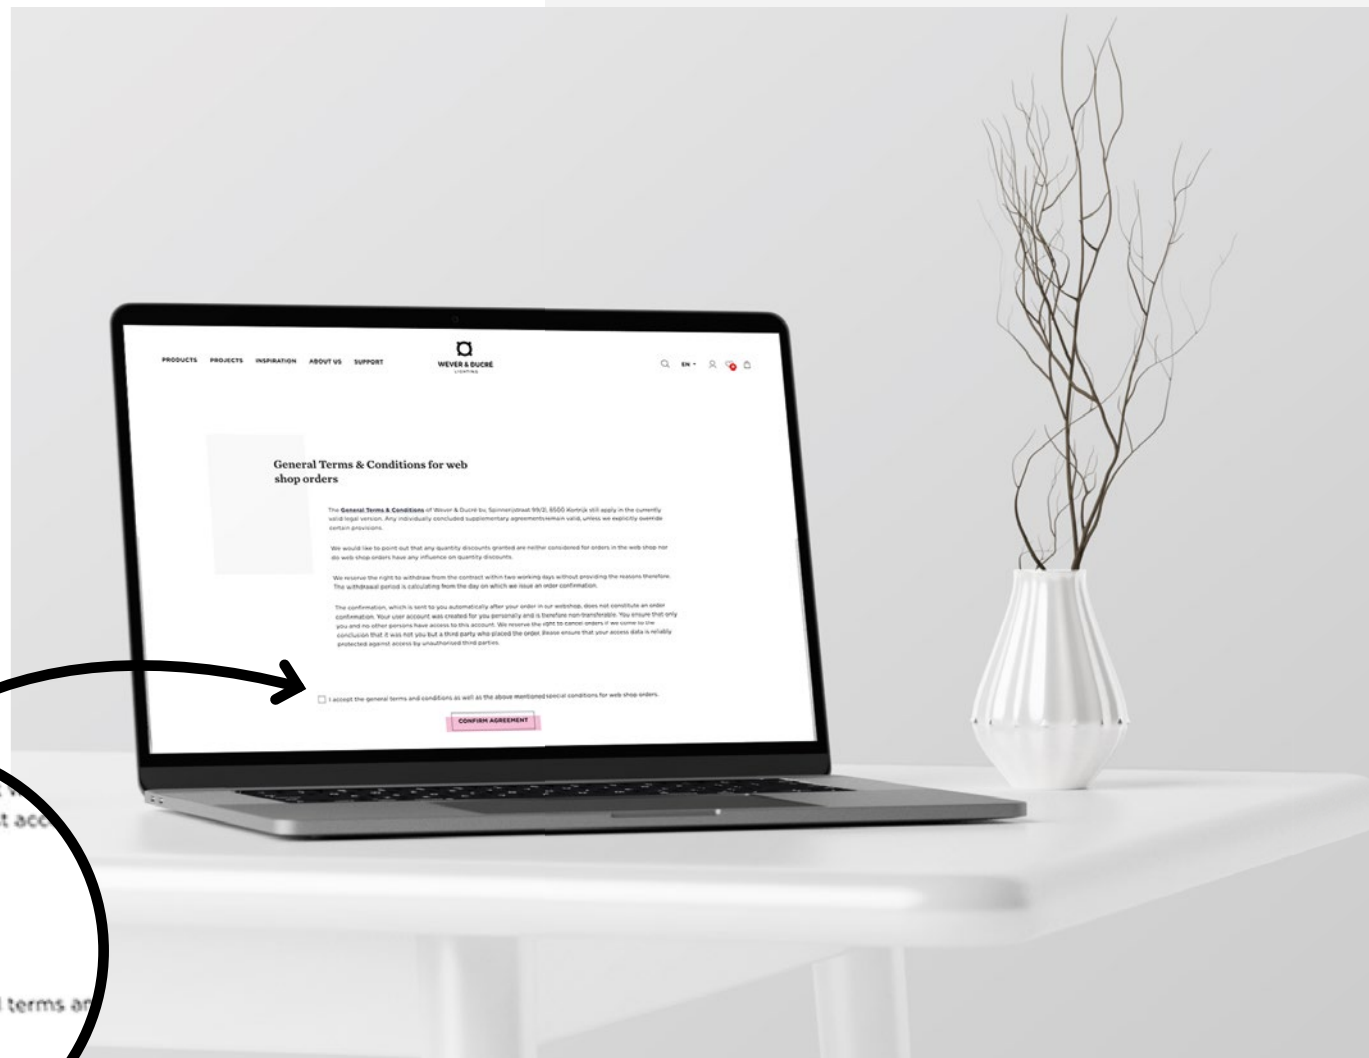 PRODUCTS PROJECTS INSPIRATION ABOUT US SUPPORT
WEVER & DUCRÉ
LIGHTING
EN
General Terms & Conditions for web
shop orders
The General Terms & Conditions of Wever & Ducré bv, Spinnerijstraat 99/21, 8500 Kortrijk still apply in the currently
valid legal version. Any individually concluded supplementary agreements remain valid, unless we explicitly override
certain provisions.
We would like to point out that any quantity discounts granted are neither considered for orders in the web shop nor
do web shop orders have any influence on quantity discounts.
We reserve the right to withdraw from the contract within two working days without providing the reasons therefore.
The withdrawal period is calculating from the day on which we issue an order confirmation.
The confirmation, which is sent to you automatically after your order in our webshop, does not constitute an order
confirmation. Your user account was created for you personally and is therefore non-transferable. You ensure that only
you and no other persons have access to this account. We reserve the right to cancel orders if we come to the
conclusion that it was not you but a third party who placed the order. Please ensure that your access data is reliably
protected against access by unauthorised third parties.
I accept the general terms and conditions as well as the above mentioned special conditions for web shop orders.
CONFIRM AGREEMENT
terms